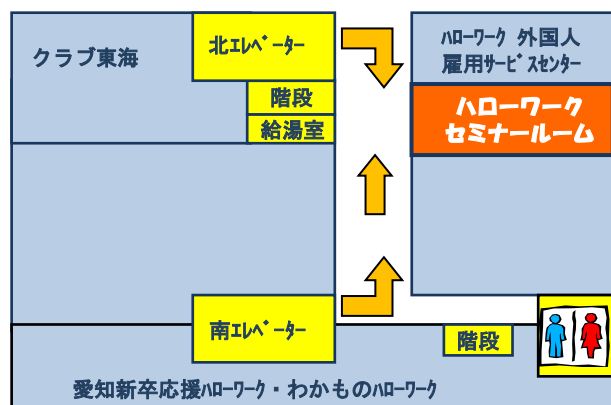 クラブ東海
北ｴﾚﾍﾞｰﾀｰ
階段
給湯室
ﾊﾛｰﾜｰｸ 外国人
雇用ｻｰﾋﾞｽｾﾝﾀｰ
ハローワーク
セミナールーム
南ｴﾚﾍﾞｰﾀｰ
階段
愛知新卒応援ﾊﾛｰﾜｰｸ・わかものﾊﾛｰﾜｰｸ